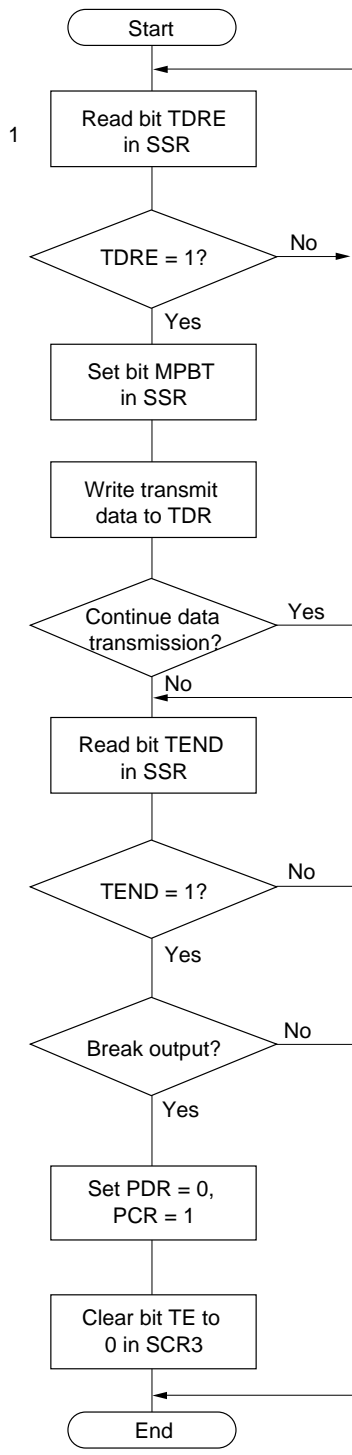 Start
1
Read bit TDRE
in SSR
TDRE = 1?
No
Yes
Set bit MPBT
in SSR
Write transmit
data to TDR
Continue data
transmission?
Yes
No
Read bit TEND
in SSR
TEND = 1?
No
Yes
Break output?
No
Yes
Set PDR = 0,
PCR = 1
Clear bit TE to
0 in SCR3
End